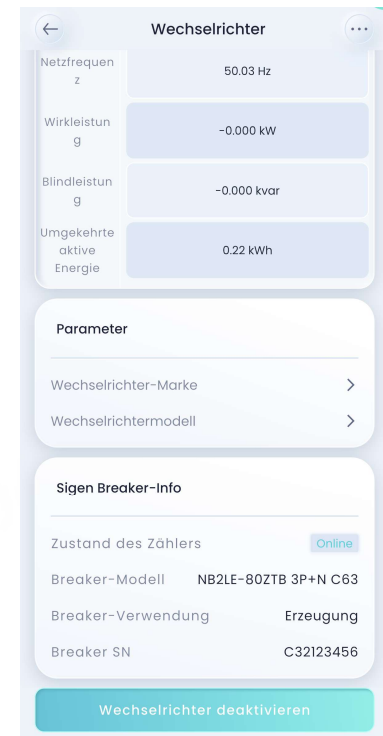 Wechselrichter
Netzfrequen
z
50.03 Hz
Wirkleistun
g
-0.000 kW
Blindleistun
g
-0.000 kvar
Umgekehrte
aktive
Energie
0.22 kWh
Parameter
Wechselrichter-Marke
Wechselrichtermodell
Sigen Breaker-Info
Zustand des Zählers Online
Breaker-Modell NB2LE-80ZTB 3P+N C63
Breaker-Verwendung Erzeugung
Breaker SN C32123456
Wechselrichter deaktivieren